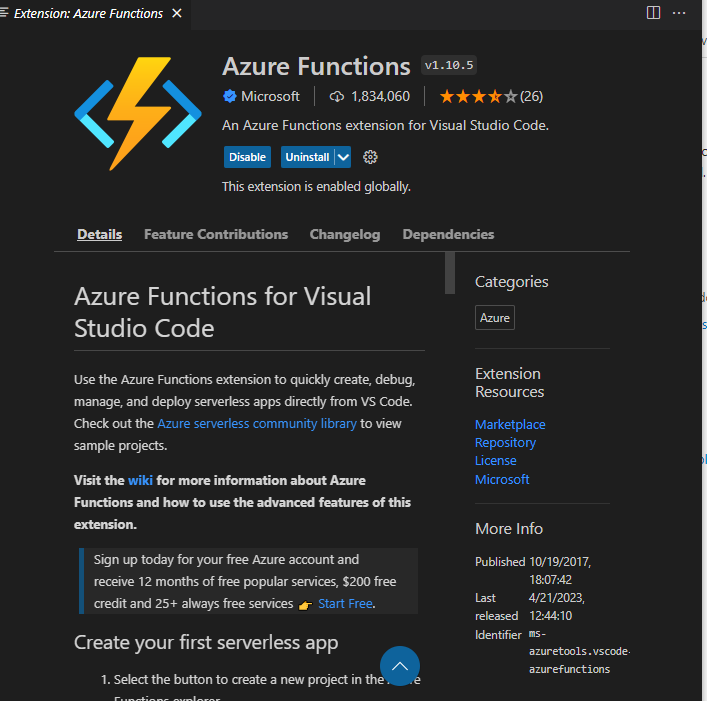 Extension: Azure Functions
Azure Functions v1.10.5
Microsoft 1,834,060 (26)
An Azure Functions extension for Visual Studio Code.
Disable Uninstall
This extension is enabled globally.
Details Feature Contributions Changelog Dependencies
Azure Functions for Visual
Studio Code
Use the Azure Functions extension to quickly create, debug,
manage, and deploy serverless apps directly from VS Code.
Check out the Azure serverless community library to view
sample projects.
Visit the wiki for more information about Azure
Functions and how to use the advanced features of this
extension.
Sign up today for your free Azure account and
receive 12 months of free popular services, $200 free
credit and 25+ always free services 👉 Start Free.
Create your first serverless app
1. Select the button to create a new project in the
Functions explorer
Categories
Azure
Extension
Resources
Marketplace
Repository
License
Microsoft
More Info
Published 10/19/2017,
18:07:42
Last 4/21/2023,
released 12:44:10
Identifier ms-
azuretools.vscode-
azurefunctions